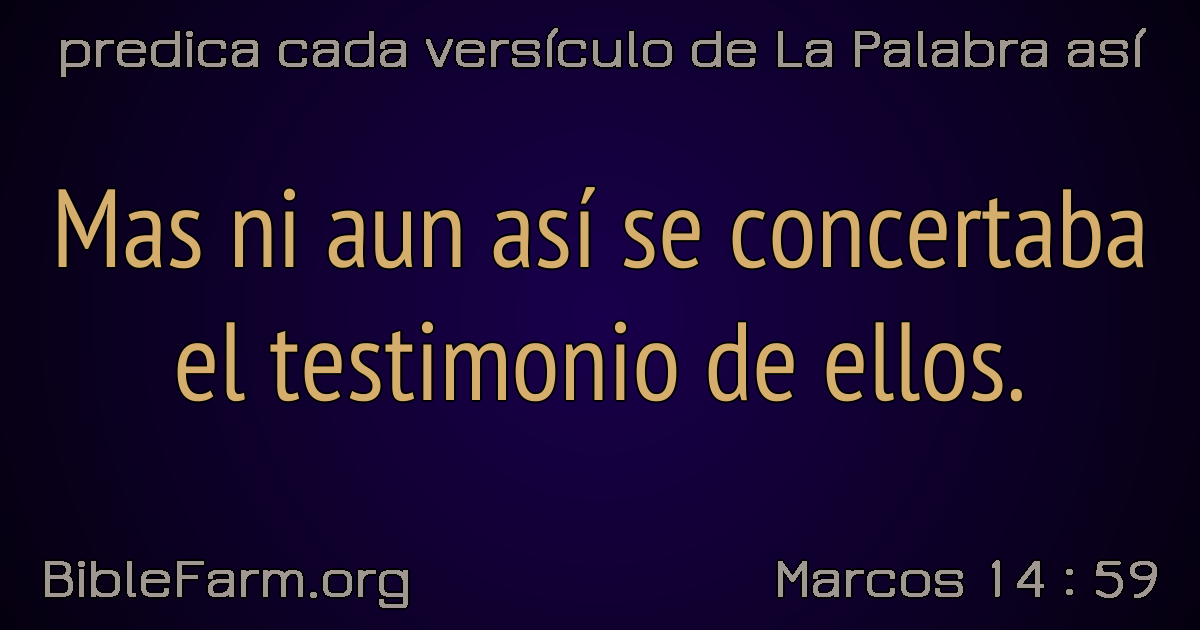 predica cada versículo de La Palabra así
Mas ni aun así se concertaba
el testimonio de ellos.
BibleFarm.org
Marcos 14 : 59